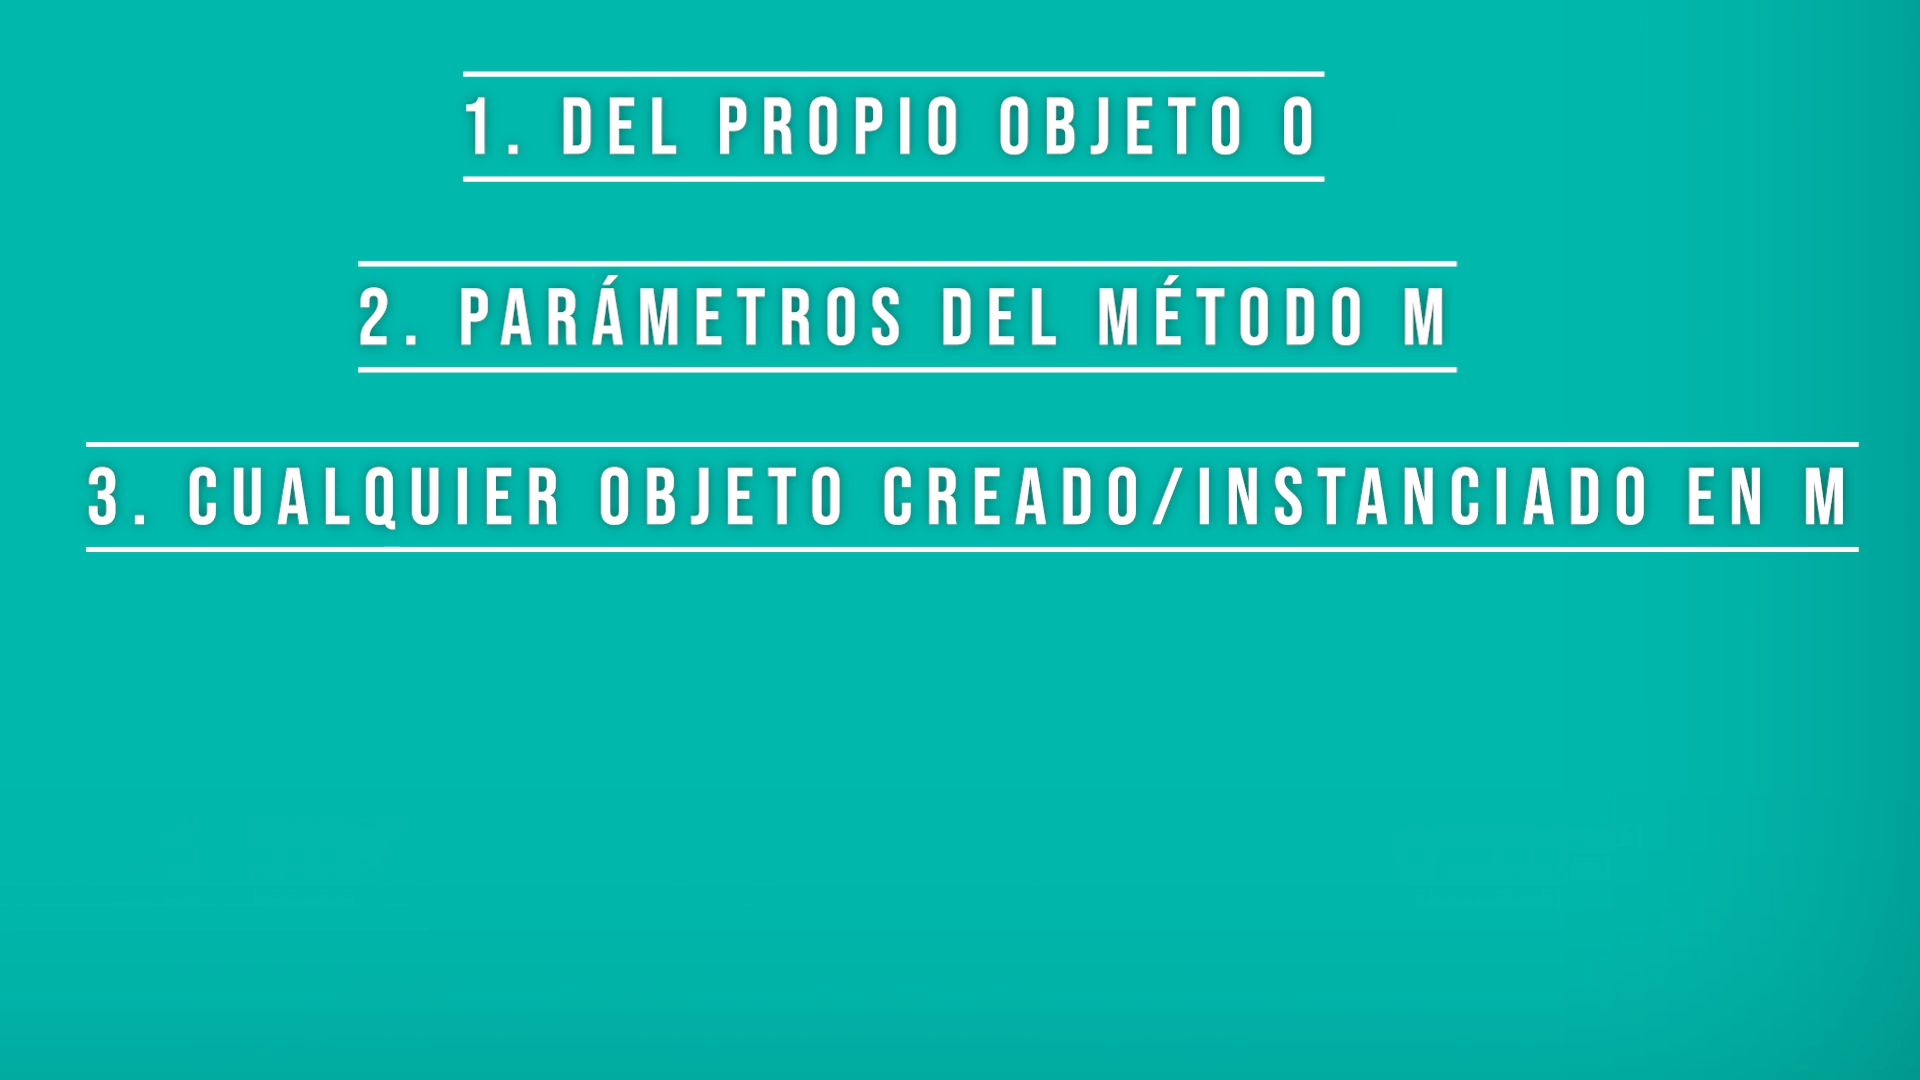 1. DEL PROPIO OBJETO O
2. PARÁMETROS DEL MÉTODO M
3. CUALQUIER OBJETO CREADO/INSTANCIADO EN M